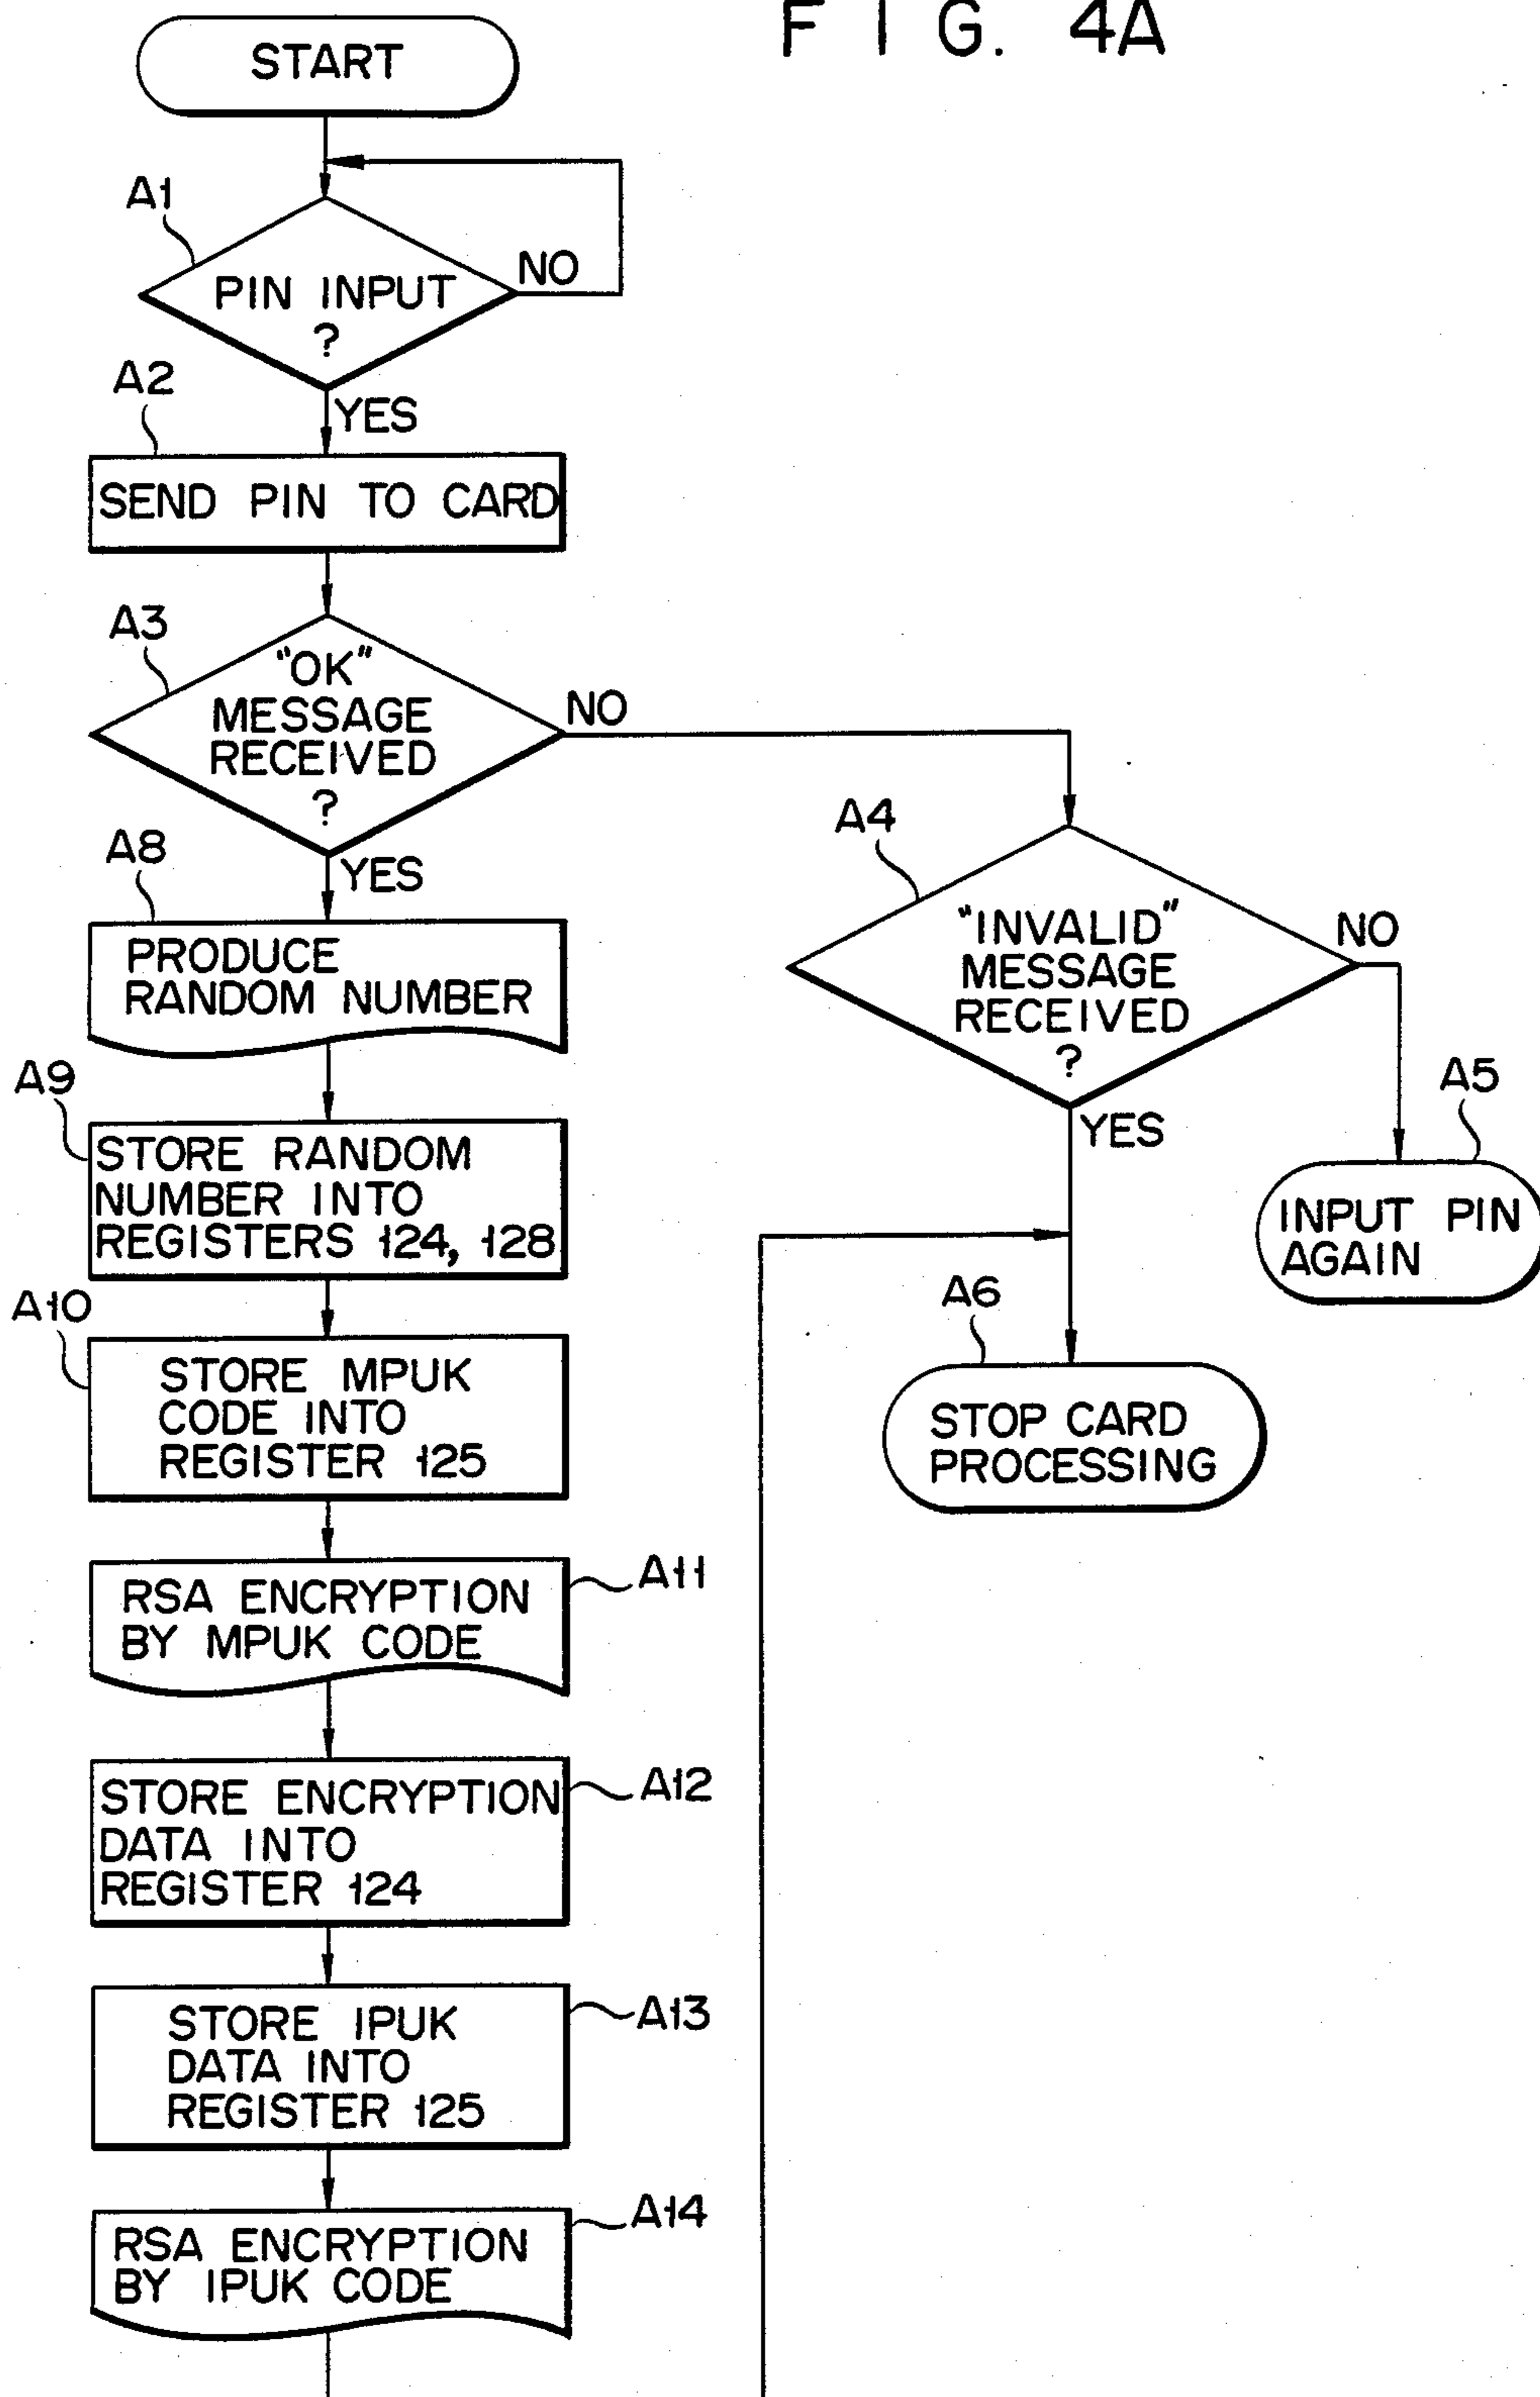 F I G. 4A
START
A1
PIN INPUT
?
NO
YES
A2
SEND PIN TO CARD
A3
"OK"
MESSAGE
RECEIVED
?
NO
YES
A4
"INVALID"
MESSAGE
RECEIVED
?
NO
YES
A5
INPUT PIN
AGAIN
A6
STOP CARD
PROCESSING
A8
PRODUCE
RANDOM NUMBER
A9
STORE RANDOM
NUMBER INTO
REGISTERS 124, 128
A10
STORE MPUK
CODE INTO
REGISTER 125
A11
RSA ENCRYPTION
BY MPUK CODE
A12
STORE ENCRYPTION
DATA INTO
REGISTER 124
A13
STORE IPUK
DATA INTO
REGISTER 125
A14
RSA ENCRYPTION
BY IPUK CODE